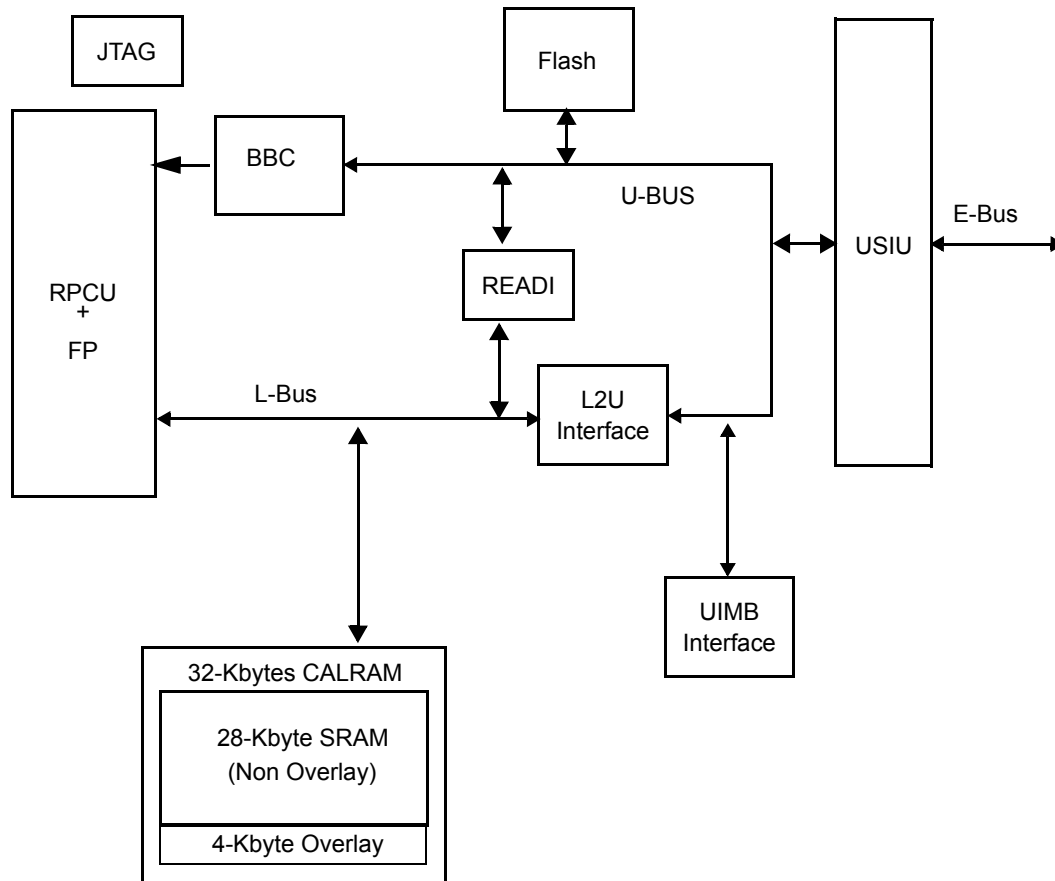 JTAG
Flash
BBC
U-BUS
E-Bus
USIU
READI
RPCU
+
FP
L-Bus
L2U
Interface
UIMB
Interface
32-Kbytes CALRAM
28-Kbyte SRAM
(Non Overlay)
4-Kbyte Overlay